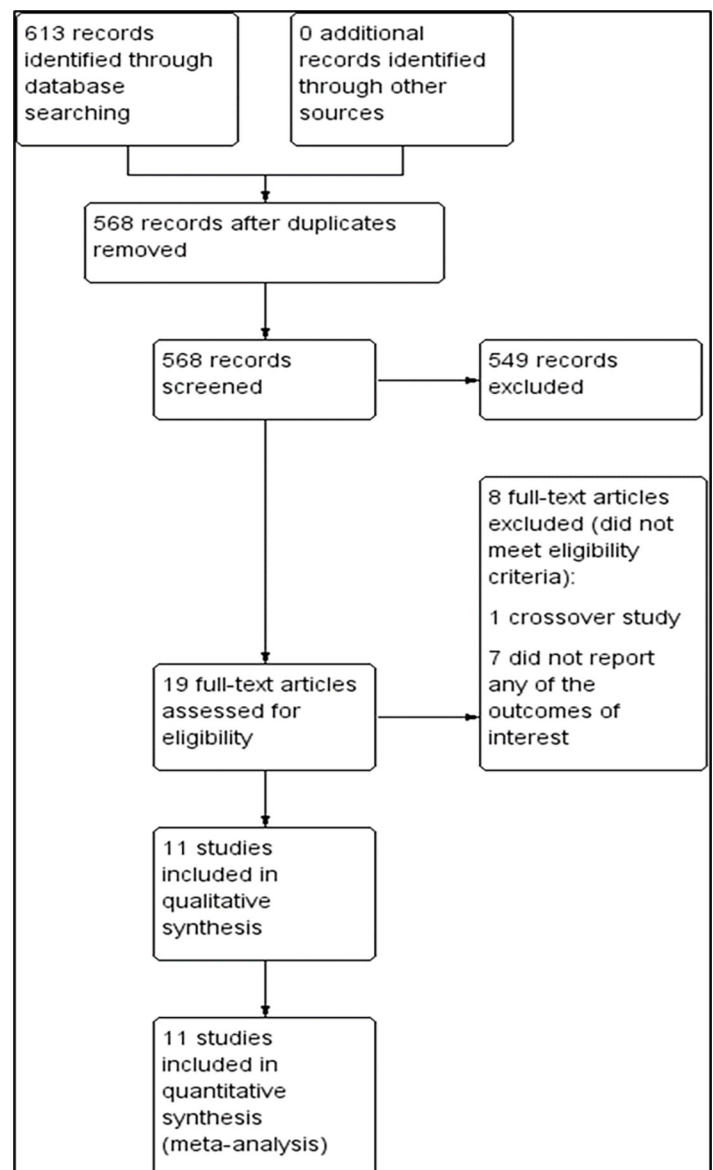 613 records
identified through
database
searching
0 additional
records identified
through other
sources
568 records after duplicates
removed
568 records
screened
549 records
excluded
8 full-text articles
excluded (did not
meet eligibility
criteria):
1 crossover study
7 did not report
any of the
outcomes of
interest
19 full-text articles
assessed for
eligibility
11 studies
included in
qualitative
synthesis
11 studies
included in
quantitative
synthesis
(meta-analysis)